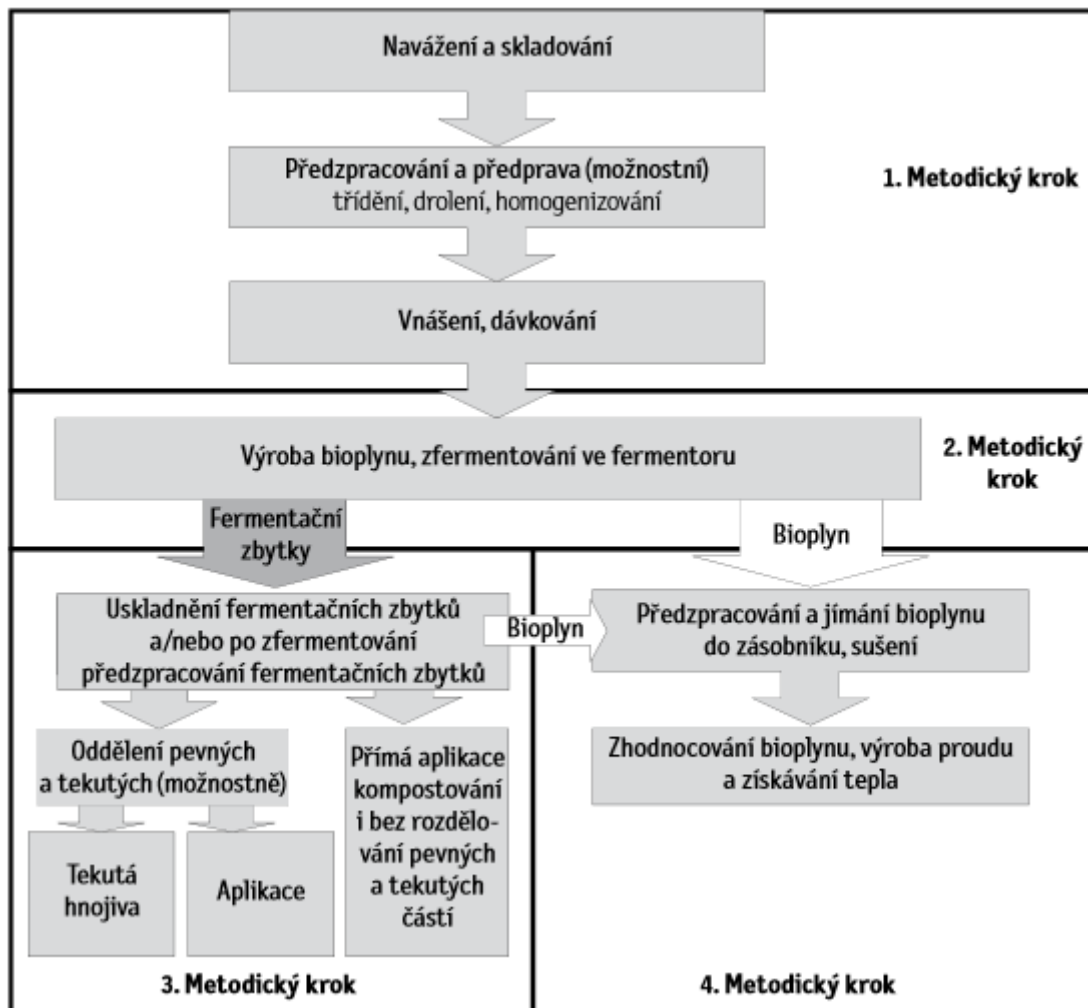 Navážení a skladování
Předzpracování a předprava (možnostní)
třídění, drolení, homogenizování
1. Metodický krok
Vnášení, dávkování
Výroba bioplynu, zfermentování ve fermentoru
2. Metodický
krok
Fermentační
zbytky
Bioplyn
Uskladnění fermentačních zbytků
a/nebo po zfermentování
předzpracování fermentačních zbytků
Bioplyn
Předzpracování a jímání bioplynu
do zásobníku, sušení
Oddělení pevných
a tekutých (možnostně)
Přímá aplikace
kompostování
i bez rozdělo-
vání pevných
a tekutých
částí
Zhodnocování bioplynu, výroba proudu
a získávání tepla
Tekutá
hnojiva
Aplikace
3. Metodický krok
4. Metodický krok